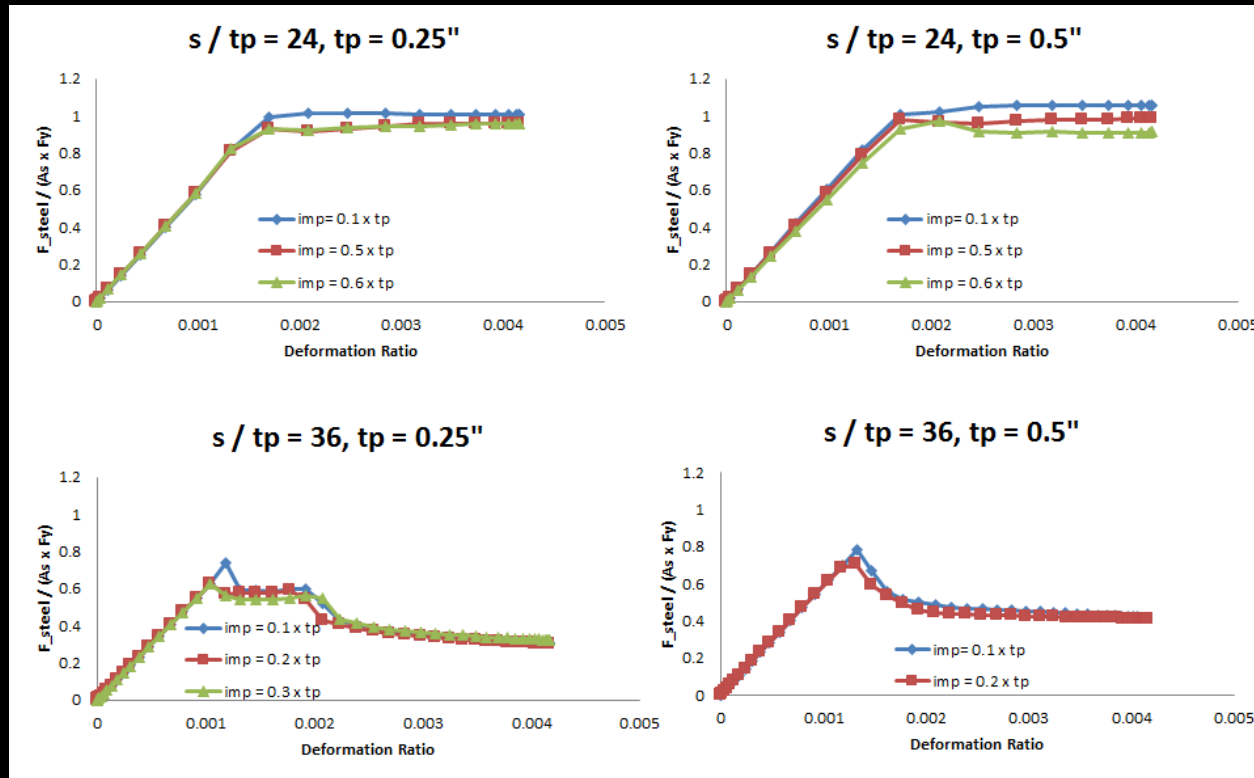 s / tp = 24, tp = 0.25"
1.2
1
0.8
0.6
0.4
0.2
0
F_steel / (As x Fy)
imp= 0.1 x tp
imp = 0.5 x tp
imp = 0.6 x tp
0 0.001 0.002 0.003 0.004 0.005
Deformation Ratio
s / tp = 24, tp = 0.5"
1.2
1
0.8
0.6
0.4
0.2
0
F_steel / (As x Fy)
imp= 0.1 x tp
imp = 0.5 x tp
imp = 0.6 x tp
0 0.001 0.002 0.003 0.004 0.005
Deformation Ratio
s / tp = 36, tp = 0.25"
1.2
1
0.8
0.6
0.4
0.2
0
F_steel / (As x Fy)
imp = 0.1 x tp
imp = 0.2 x tp
imp = 0.3 x tp
0 0.001 0.002 0.003 0.004 0.005
Deformation Ratio
s / tp = 36, tp = 0.5"
1.2
1
0.8
0.6
0.4
0.2
0
F_steel / (As x Fy)
imp= 0.1 x tp
imp = 0.2 x tp
0 0.001 0.002 0.003 0.004 0.005
Deformation Ratio